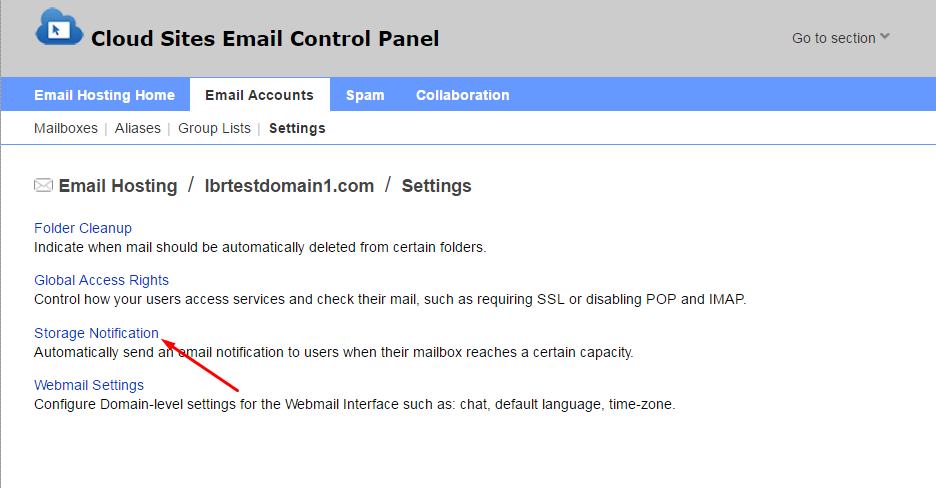 Cloud Sites Email Control Panel
Go to section
Email Hosting Home Email Accounts Spam Collaboration
Mailboxes | Aliases | Group Lists | Settings
Email Hosting / lbrtestdomain1.com / Settings
Folder Cleanup
Indicate when mail should be automatically deleted from certain folders.
Global Access Rights
Control how your users access services and check their mail, such as requiring SSL or disabling POP and IMAP.
Storage Notification
Automatically send an email notification to users when their mailbox reaches a certain capacity.
Webmail Settings
Configure Domain-level settings for the Webmail Interface such as: chat, default language, time-zone.